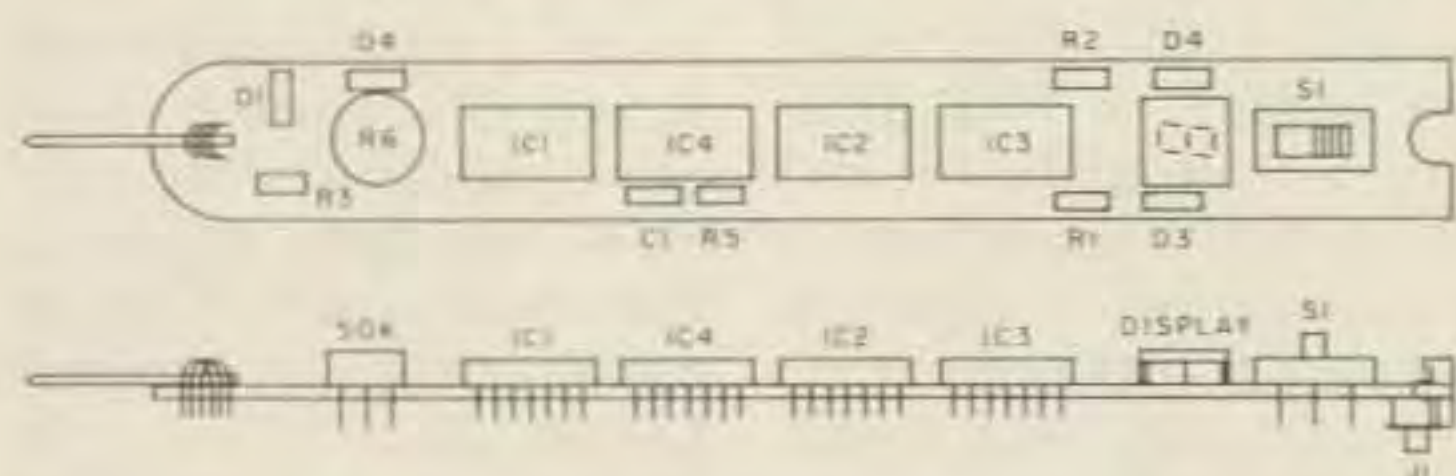 D4 R2 D4
D1 S1
R6 IC1 IC4 IC2 IC3
R3
C1 R5 R1 D3
50K IC1 IC4 IC2 IC3 DISPLAY S1
J1